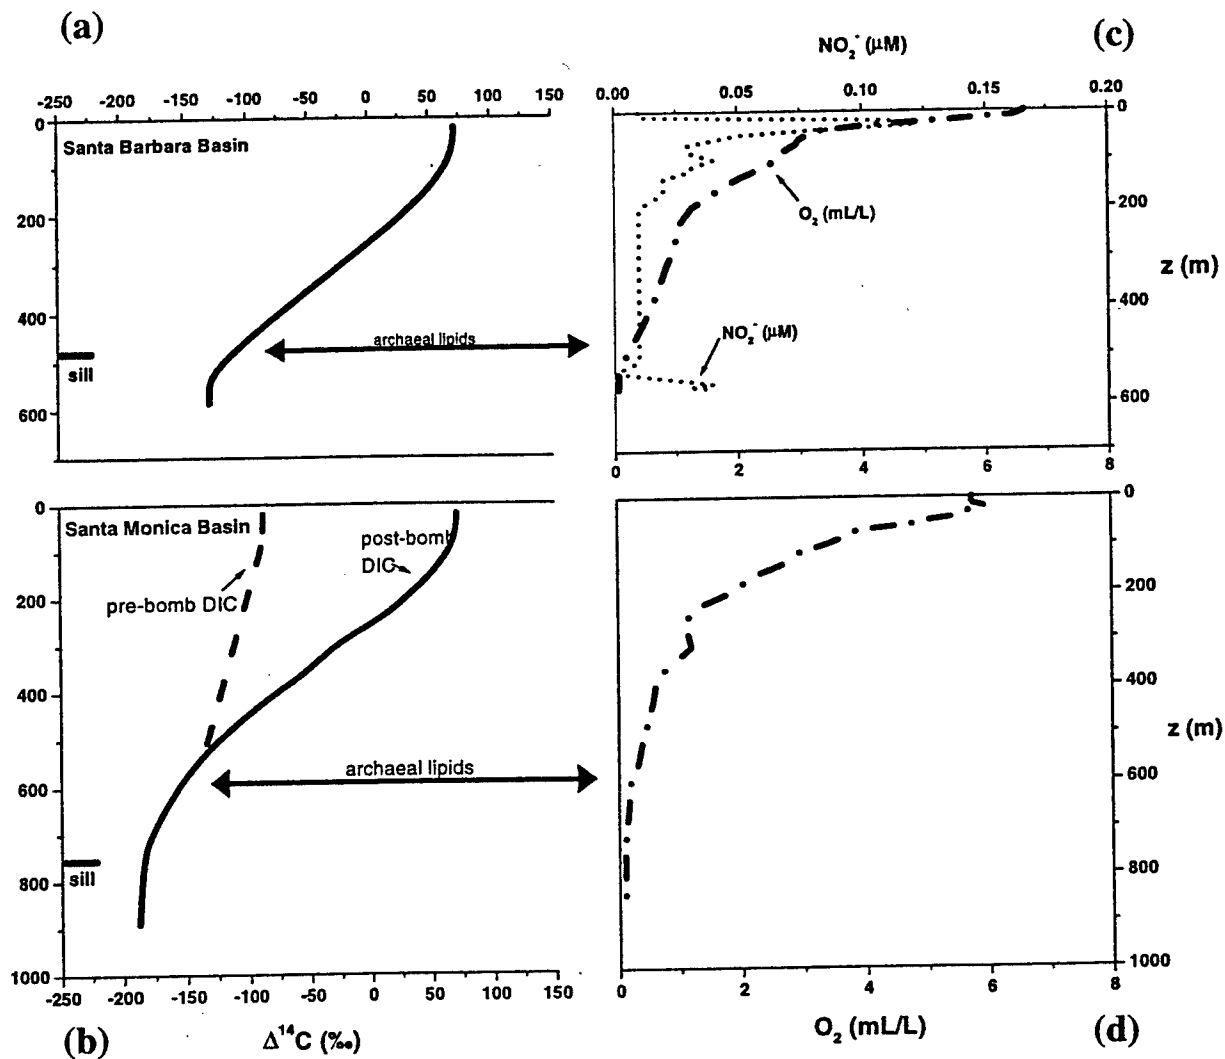 (a)
-250 -200 -150 -100 -50 0 50 100 150
0
200
400
600
Santa Barbara Basin
archaeal lipids
sill
NO2- (μM)
(c)
0.00 0.05 0.10 0.15 0.20
0
200
400
600
z (m)
O2 (mL/L)
NO2- (μM)
0 2 4 6 8
0
200
400
600
800
1000
Santa Monica Basin
post-bomb
DIC
pre-bomb DIC
archaeal lipids
sill
-250 -200 -150 -100 -50 0 50 100 150
(b)
Δ14C (‰)
0
200
400
600
800
1000
z (m)
0 2 4 6 8
O2 (mL/L)
(d)